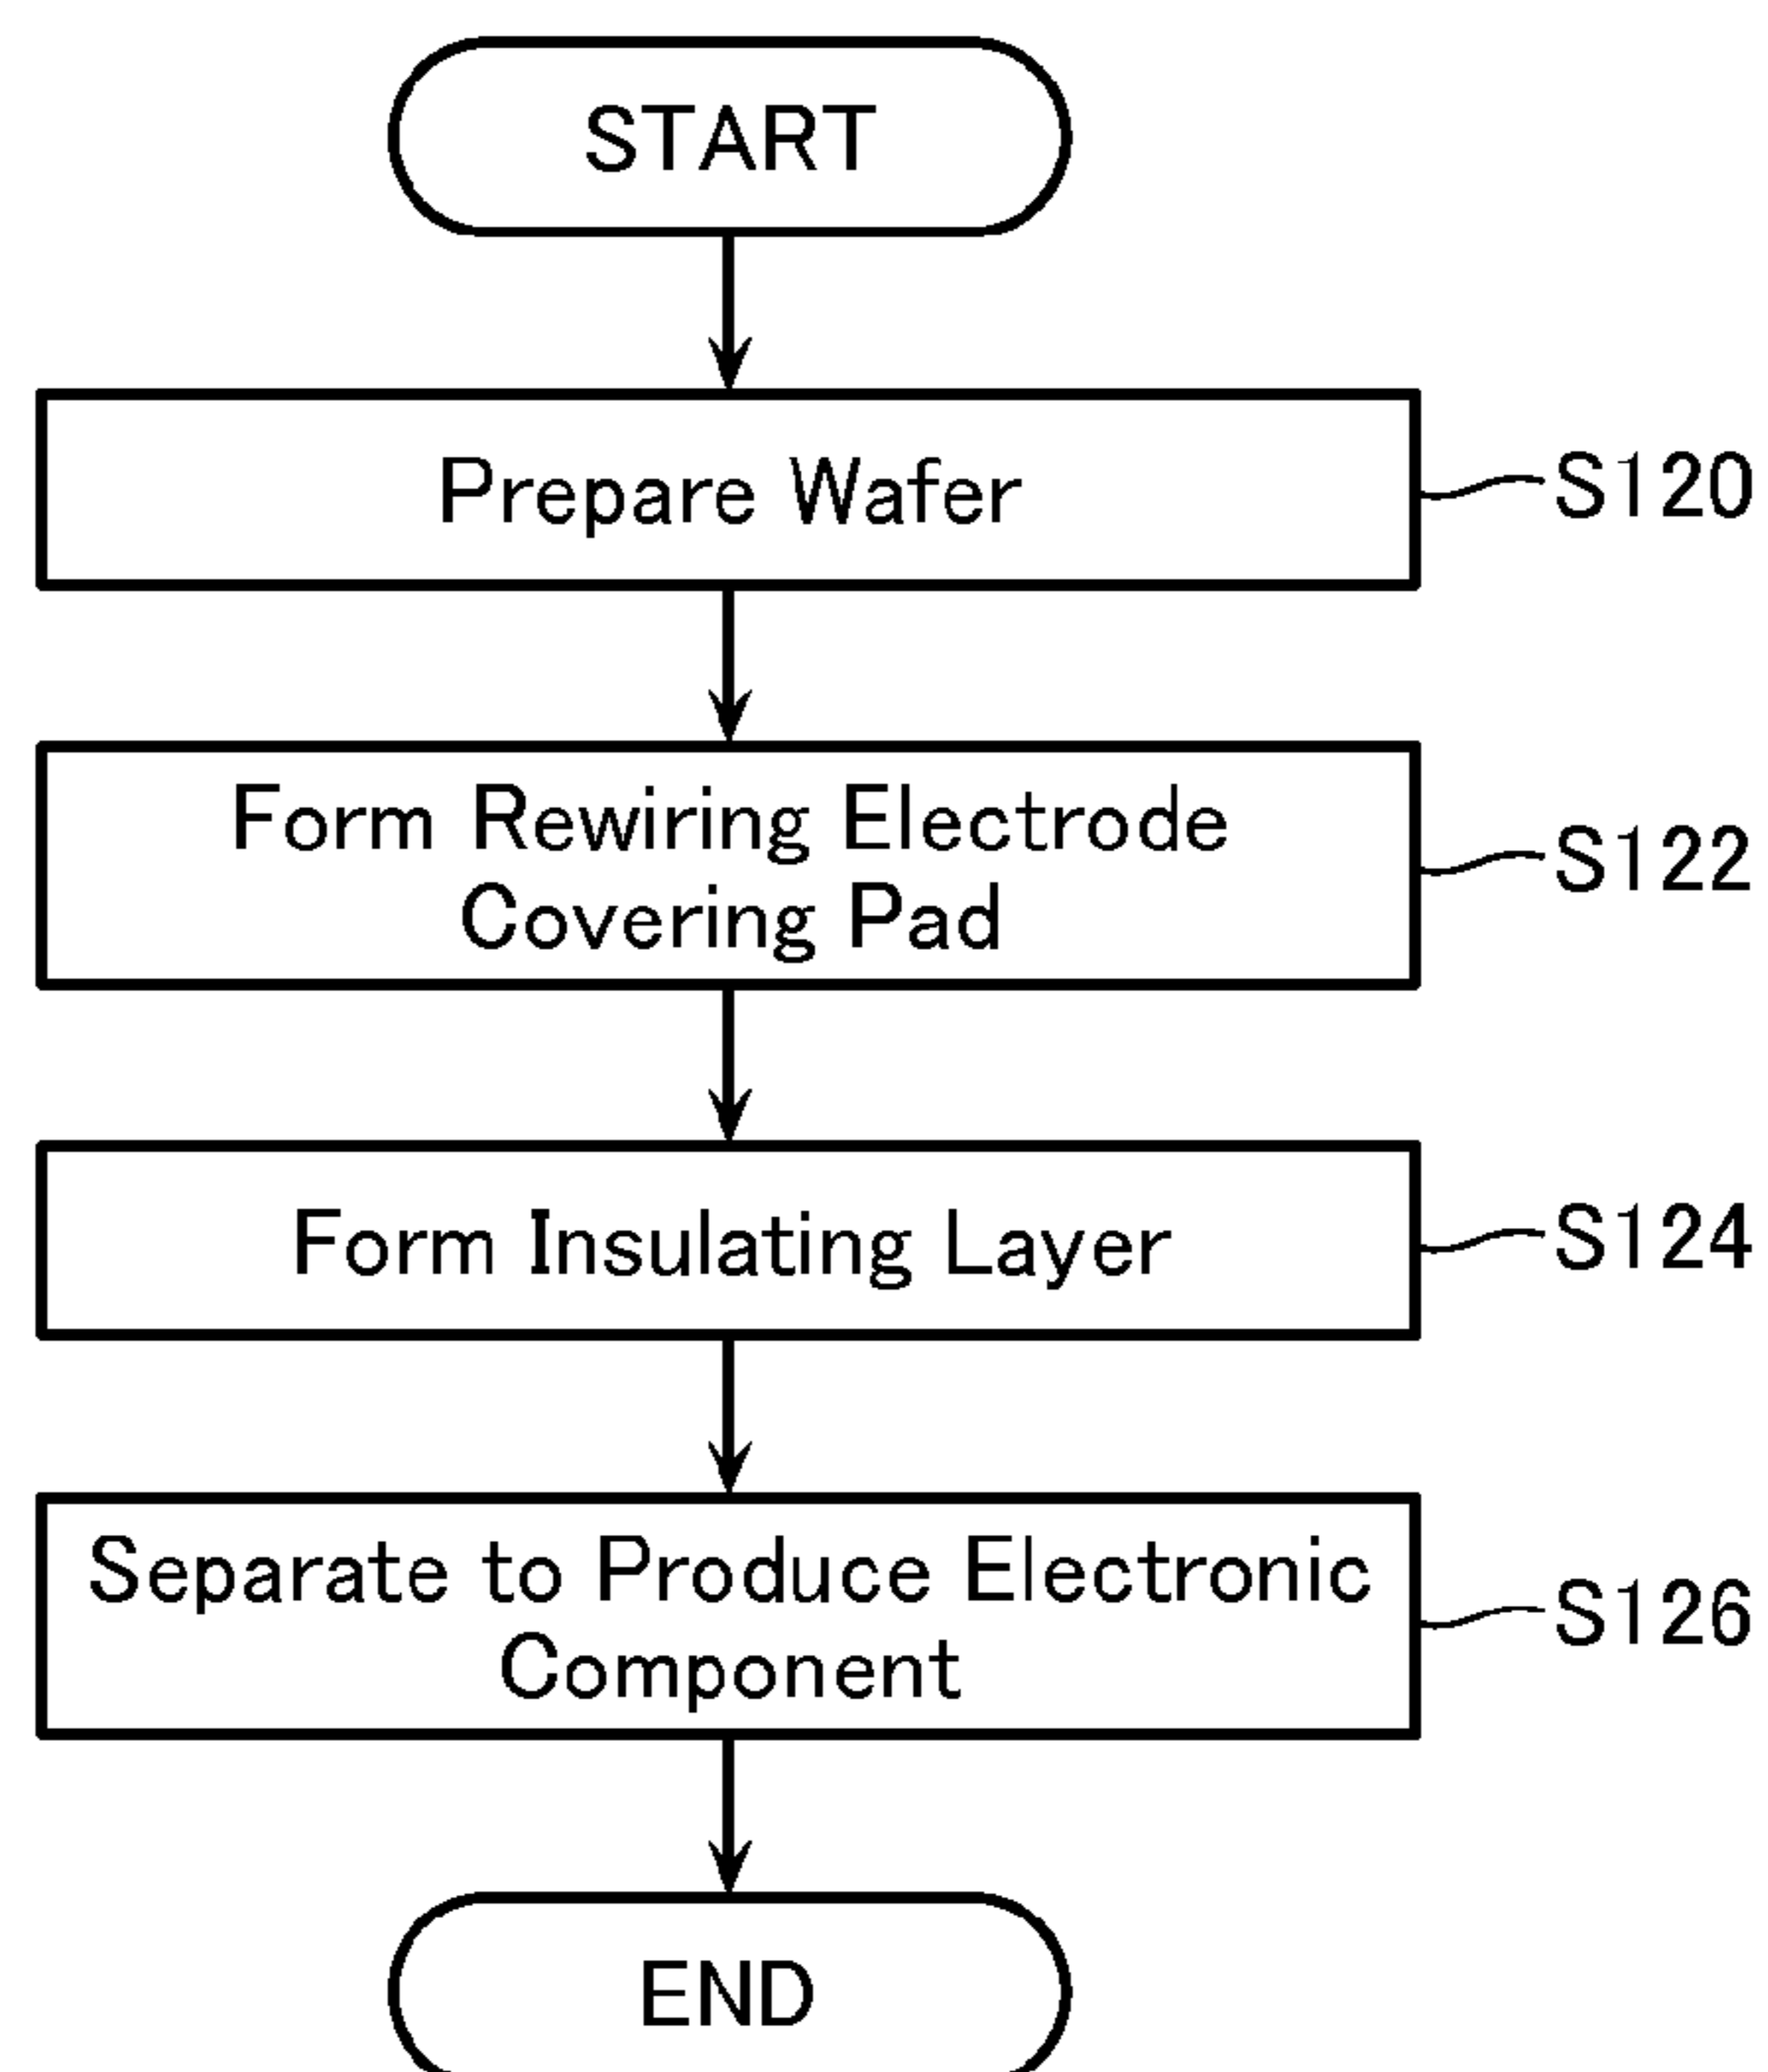 START
Prepare Wafer
S120
Form Rewiring Electrode
Covering Pad
S122
Form Insulating Layer
S124
Separate to Produce Electronic
Component
S126
END